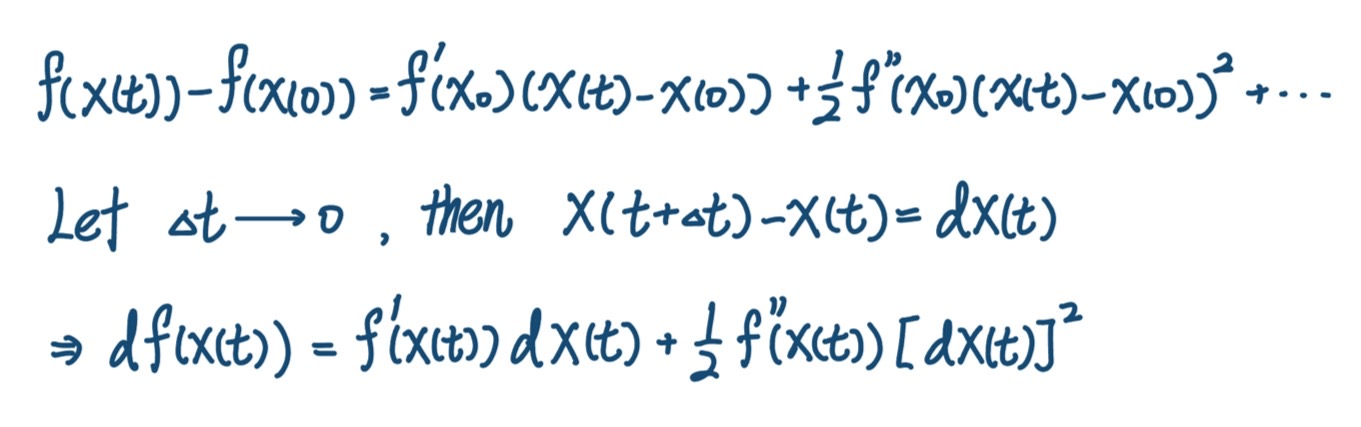 f(X(t))-f(X(0))=f'(X₀)(X(t)-X(0))+½f''(X₀)(X(t)-X(0))²+···
Let Δt→0, then X(t+Δt)-X(t)=dX(t)
⇒ df(X(t))=f'(X(t))dX(t)+½f''(X(t))[dX(t)]²